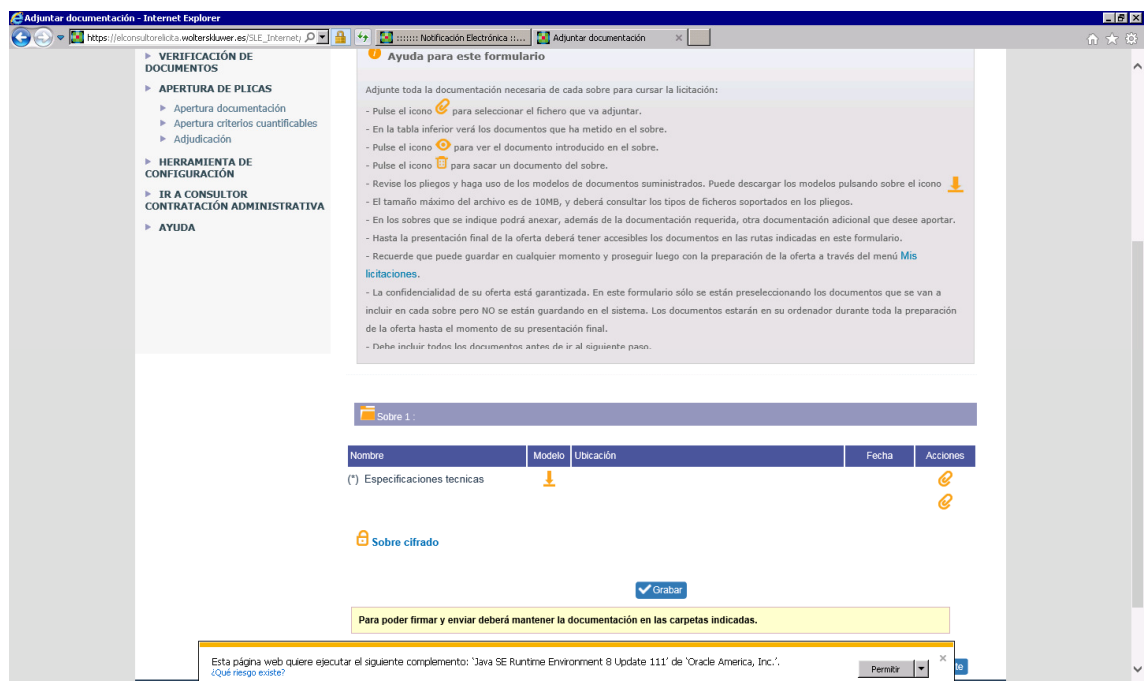 Adjuntar documentación - Internet Explorer
https://elconsultorelicita.wolterskluwer.es/SLE_Internet/
::::::: Notificación Electrónica ::...
Adjuntar documentación
VERIFICACIÓN DE
DOCUMENTOS
APERTURA DE PLICAS
Apertura documentación
Apertura criterios cuantificables
Adjudicación
HERRAMIENTA DE
CONFIGURACIÓN
IR A CONSULTOR
CONTRATACIÓN ADMINISTRATIVA
AYUDA
Ayuda para este formulario
Adjunte toda la documentación necesaria de cada sobre para cursar la licitación:
- Pulse el icono para seleccionar el fichero que va adjuntar.
- En la tabla inferior verá los documentos que ha metido en el sobre.
- Pulse el icono para ver el documento introducido en el sobre.
- Pulse el icono para sacar un documento del sobre.
- Revise los pliegos y haga uso de los modelos de documentos suministrados. Puede descargar los modelos pulsando sobre el icono
- El tamaño máximo del archivo es de 10MB, y deberá consultar los tipos de ficheros soportados en los pliegos.
- En los sobres que se indique podrá anexar, además de la documentación requerida, otra documentación adicional que desee aportar.
- Hasta la presentación final de la oferta deberá tener accesibles los documentos en las rutas indicadas en este formulario.
- Recuerde que puede guardar en cualquier momento y proseguir luego con la preparación de la oferta a través del menú Mis
licitaciones.
- La confidencialidad de su oferta está garantizada. En este formulario sólo se están preseleccionando los documentos que se van a
incluir en cada sobre pero NO se están guardando en el sistema. Los documentos estarán en su ordenador durante toda la preparación
de la oferta hasta el momento de su presentación final.
- Debe incluir todos los documentos antes de ir al siguiente paso.
Sobre 1 :
Nombre Modelo Ubicación Fecha Acciones
(*) Especificaciones tecnicas
Sobre cifrado
Grabar
Para poder firmar y enviar deberá mantener la documentación en las carpetas indicadas.
Esta página web quiere ejecutar el siguiente complemento: 'Java SE Runtime Environment 8 Update 111' de 'Oracle America, Inc.'.
¿Qué riesgo existe?
Permitir
te